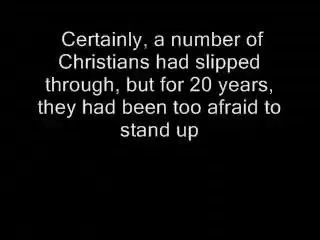 Certainly, a number of
Christians had slipped
through, but for 20 years,
they had been too afraid to
stand up